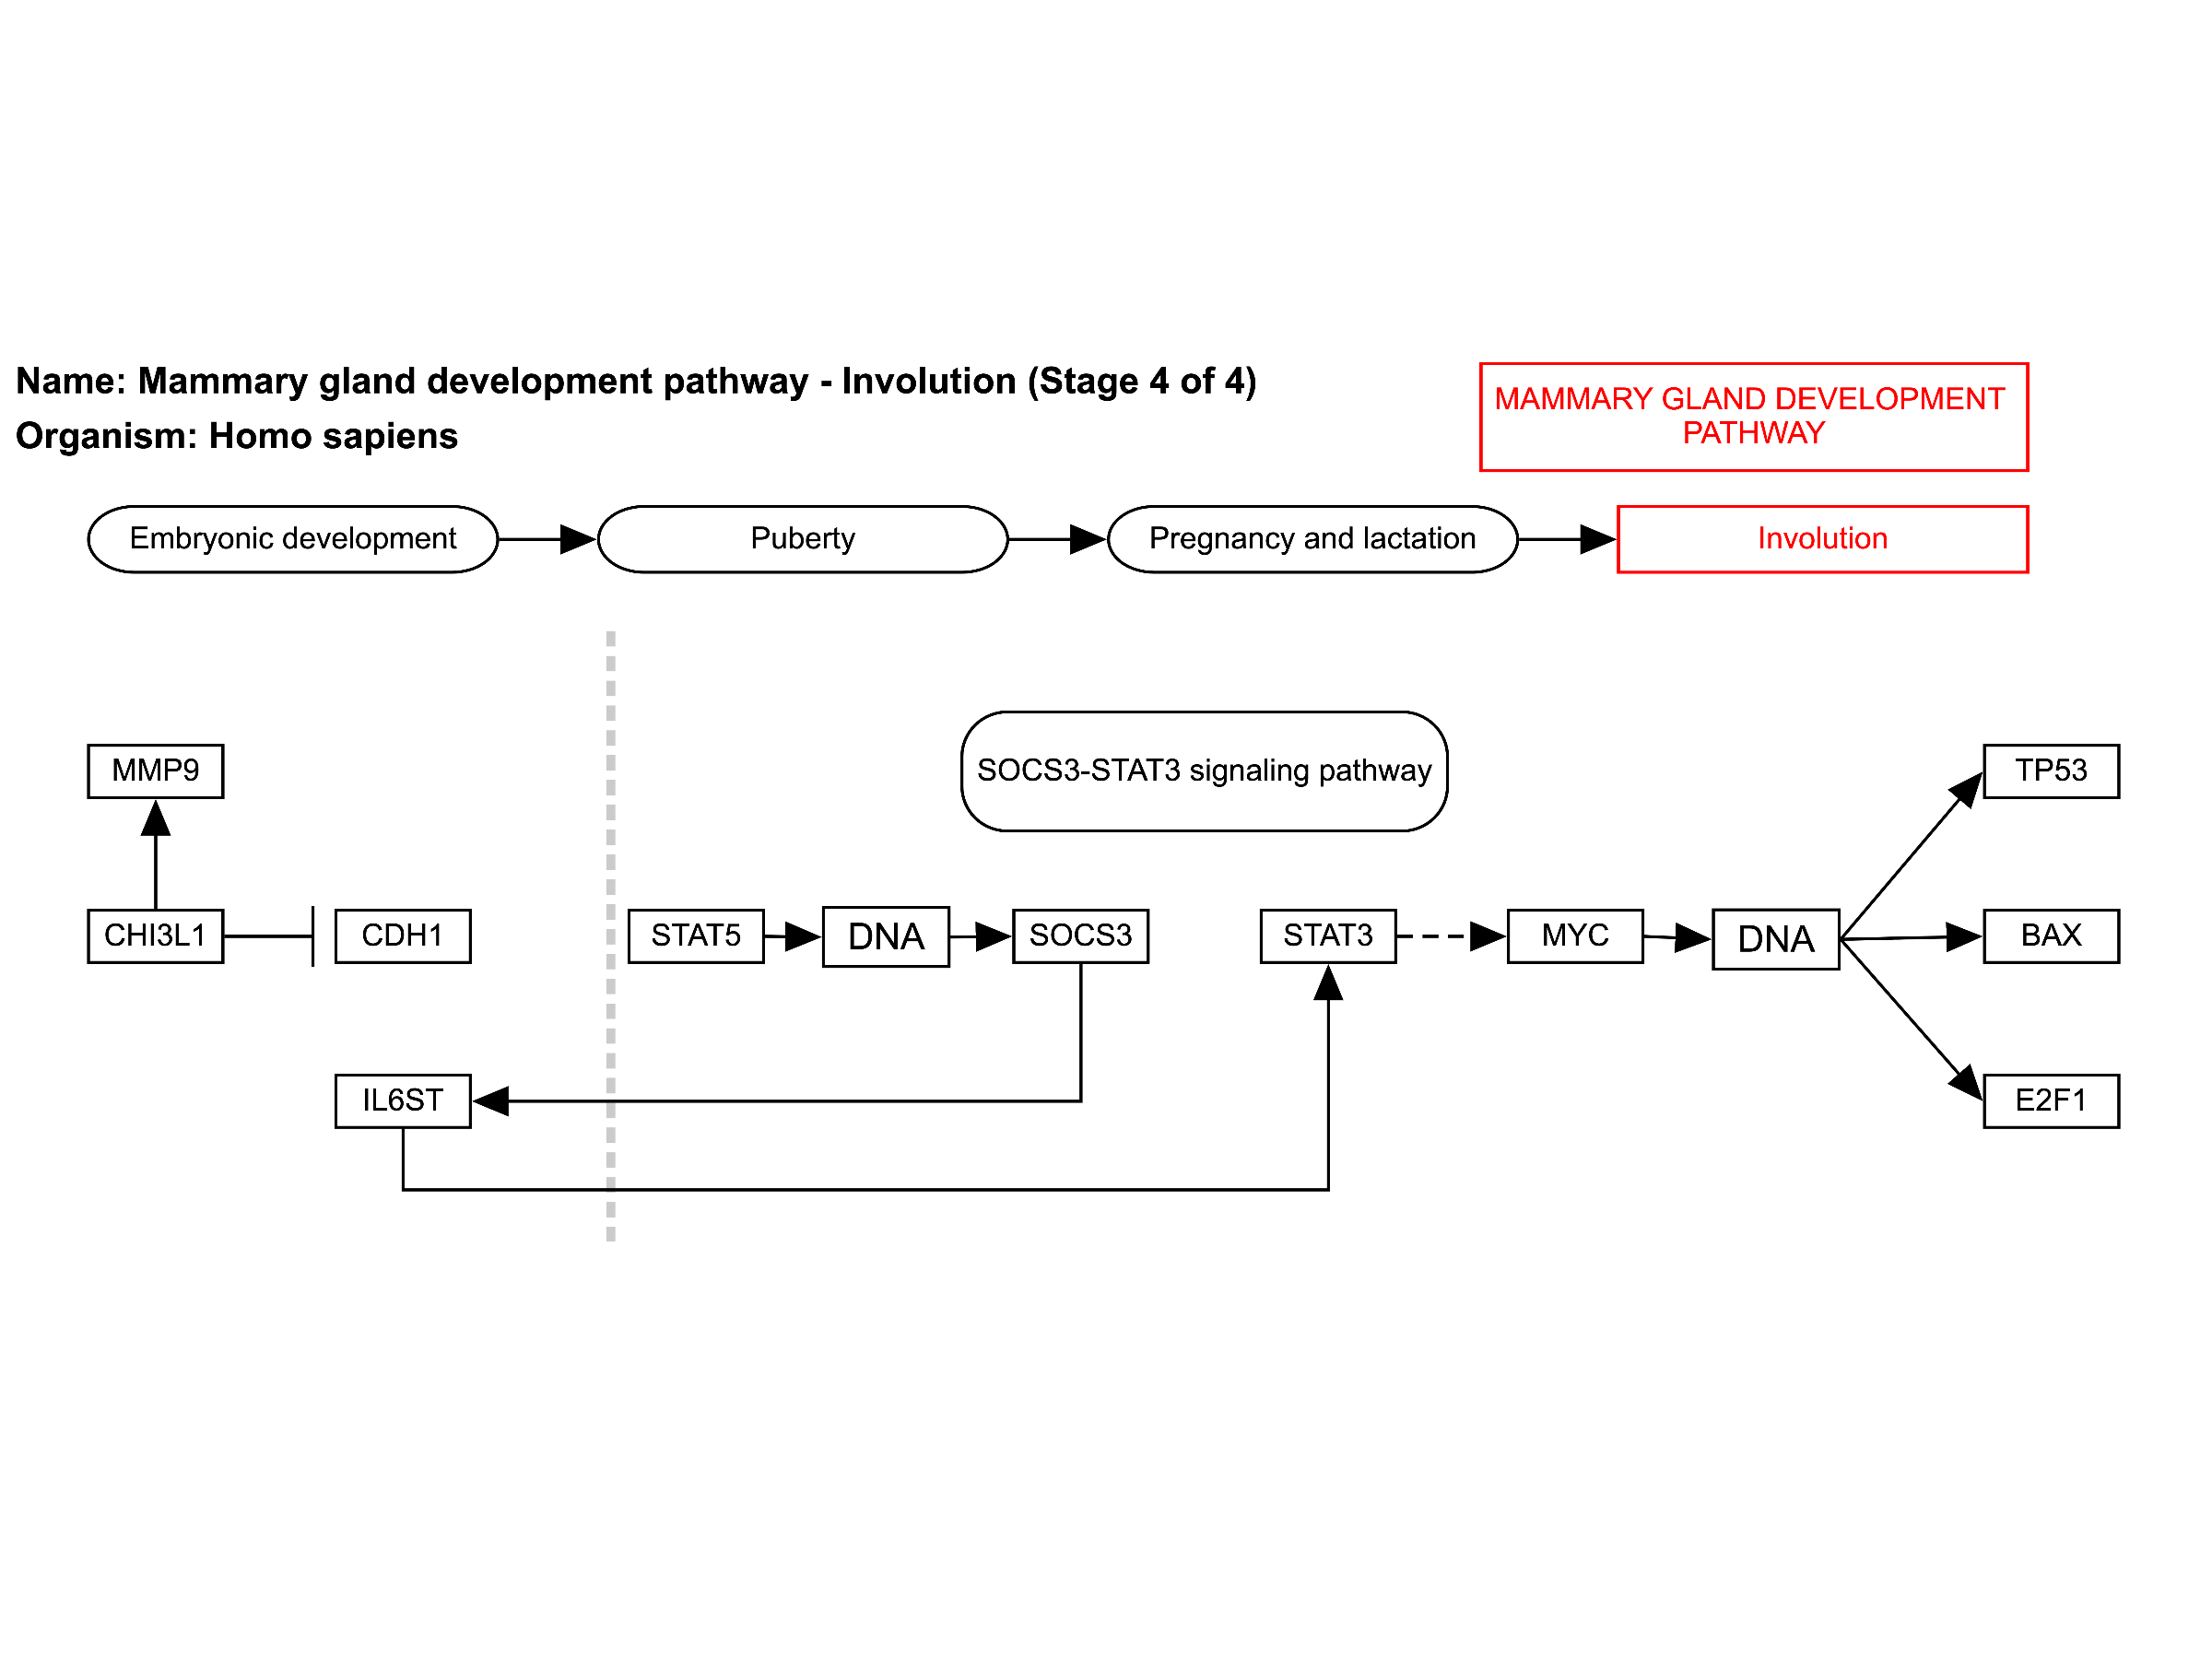 Name: Mammary gland development pathway - Involution (Stage 4 of 4)
Organism: Homo sapiens
MAMMARY GLAND DEVELOPMENT
PATHWAY
Embryonic development
Puberty
Pregnancy and lactation
Involution
SOCS3-STAT3 signaling pathway
MMP9
TP53
CHI3L1
CDH1
STAT5
DNA
SOCS3
STAT3
MYC
DNA
BAX
IL6ST
E2F1